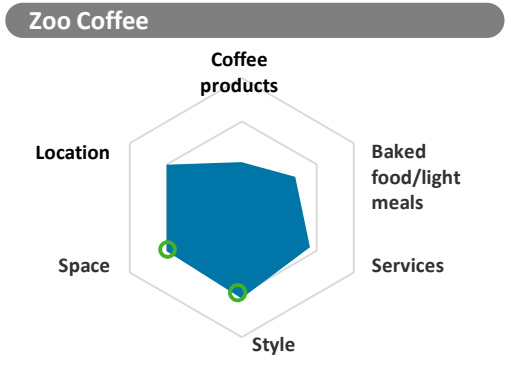 Zoo Coffee
Coffee
products
Baked
food/light
meals
Location
Services
Space
Style